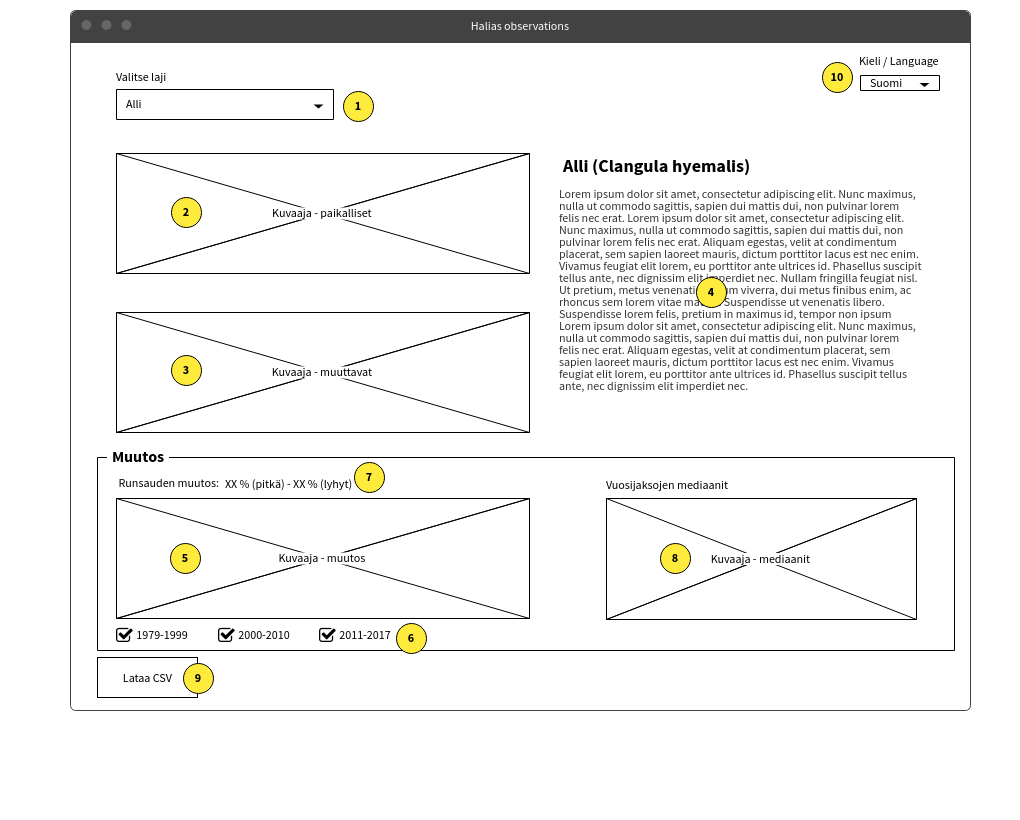 Halias observations
Kieli / Language
10
Suomi
Valitse laji
Alli
1
2
Kuvaaja - paikalliset
3
Kuvaaja - muuttavat
Alli (Clangula hyemalis)
Lorem ipsum dolor sit amet, consectetur adipiscing elit. Nunc maximus,
nulla ut commodo sagittis, sapien dui mattis dui, non pulvinar lorem
felis nec erat. Lorem ipsum dolor sit amet, consectetur adipiscing elit.
Nunc maximus, nulla ut commodo sagittis, sapien dui mattis dui, non
pulvinar lorem felis nec erat. Aliquam egestas, velit at condimentum
placerat, sem sapien laoreet mauris, dictum porttitor lacus est nec enim.
Vivamus feugiat elit lorem, eu porttitor ante ultrices id. Phasellus suscipit
tellus ante, nec dignissim elit imperdiet nec. Nullam fringilla feugiat nisl.
Ut pretium, metus viverra, dui metus finibus enim, ac
4
rhoncus sem lorem vitae Suspendisse ut venenatis libero.
Suspendisse lorem felis, pretium in maximus id, tempor non ipsum
Lorem ipsum dolor sit amet, consectetur adipiscing elit. Nunc maximus,
nulla ut commodo sagittis, sapien dui mattis dui, non pulvinar lorem
felis nec erat. Aliquam egestas, velit at condimentum placerat, sem
sapien laoreet mauris, dictum porttitor lacus est nec enim. Vivamus
feugiat elit lorem, eu porttitor ante ultrices id. Phasellus suscipit tellus
ante, nec dignissim elit imperdiet nec.
Muutos
Runsauden muutos: XX % (pitkä) - XX % (lyhyt)
7
5
Kuvaaja - muutos
1979-1999
2000-2010
2011-2017
6
Vuosijaksojen mediaanit
8
Kuvaaja - mediaanit
Lataa CSV
9